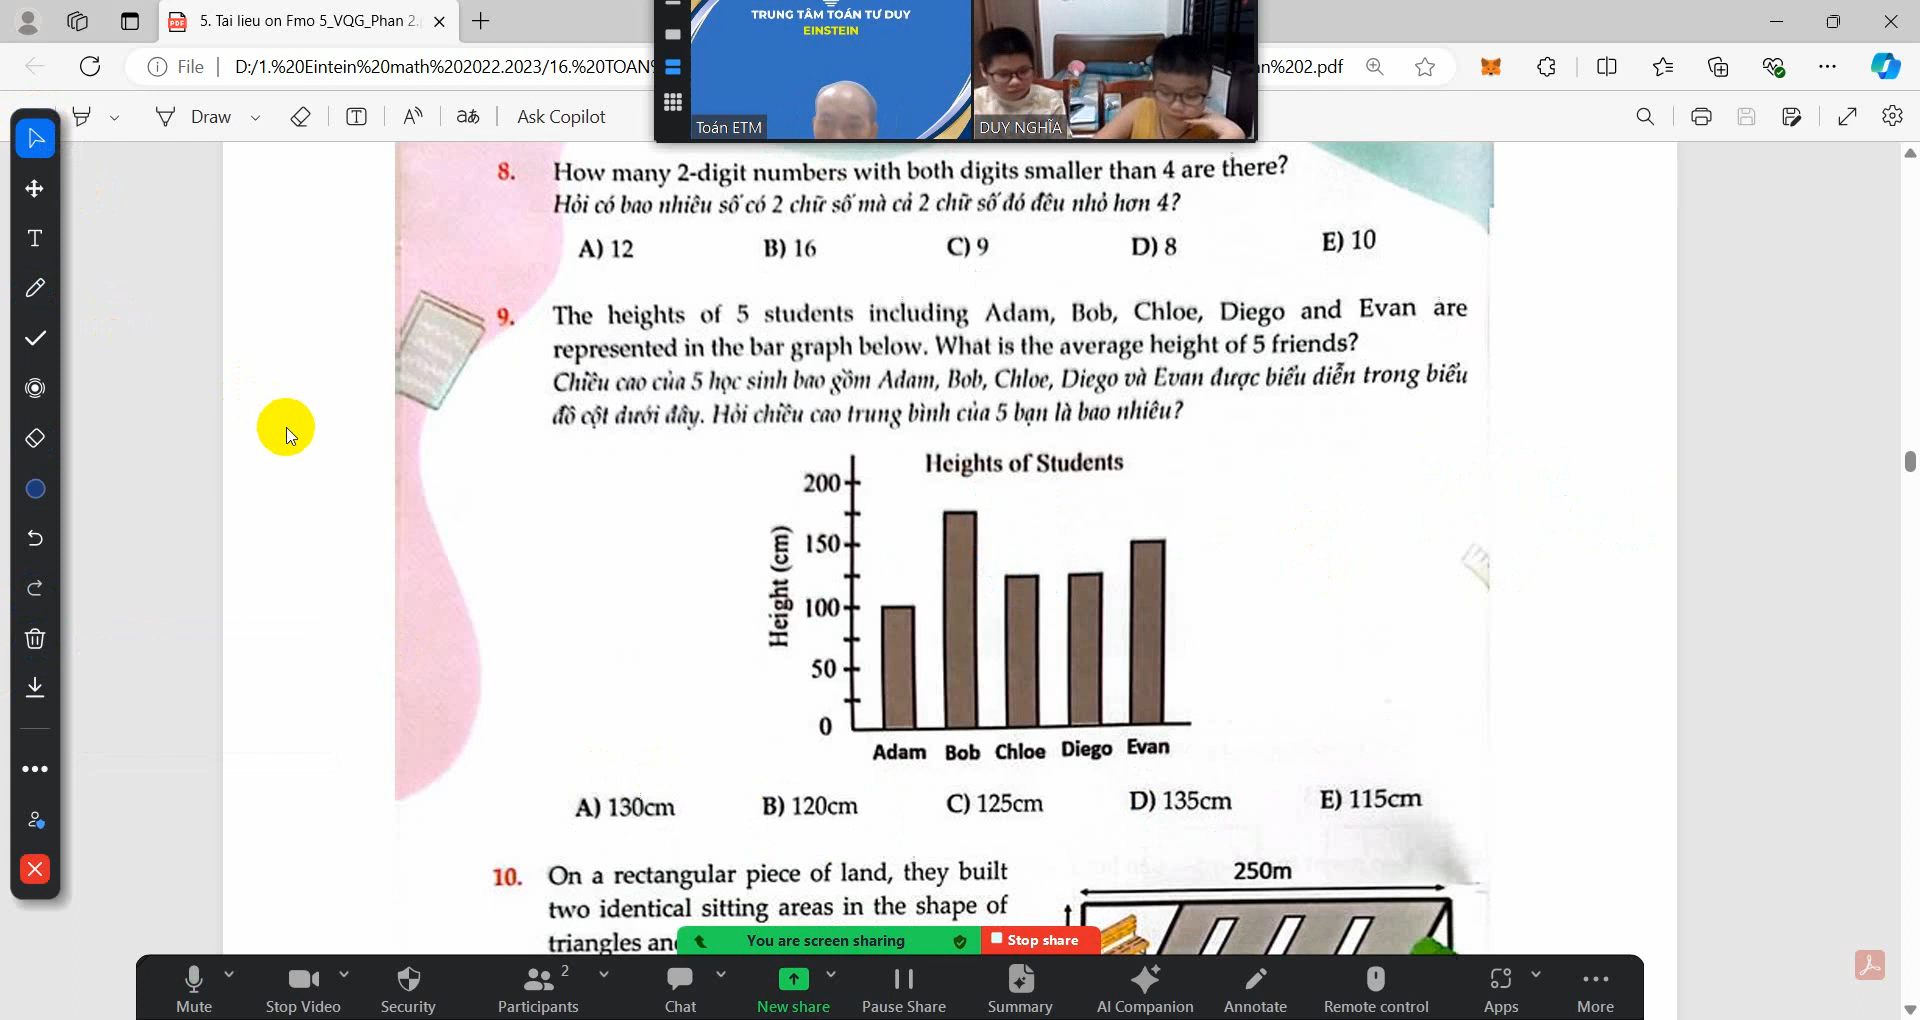 5. Tai lieu on Fmo 5_VQG_Phan 2.
File
D:/1.%20Eintein%20math%202022.2023/16.%20TOAN
n%202.pdf
Draw
Ask Copilot
TRUNG TÂM TOÁN TƯ DUY
EINSTEIN
Toán ETM
DUY NGHĨA
8. How many 2-digit numbers with both digits smaller than 4 are there?
Hỏi có bao nhiêu số có 2 chữ số mà cả 2 chữ số đó đều nhỏ hơn 4?
A) 12 B) 16 C) 9 D) 8 E) 10
9. The heights of 5 students including Adam, Bob, Chloe, Diego and Evan are
represented in the bar graph below. What is the average height of 5 friends?
Chiều cao của 5 học sinh bao gồm Adam, Bob, Chloe, Diego và Evan được biểu diễn trong biểu
đồ cột dưới đây. Hỏi chiều cao trung bình của 5 bạn là bao nhiêu?
Heights of Students
Height (cm)
200
150
100
50
0
Adam Bob Chloe Diego Evan
A) 130cm B) 120cm C) 125cm D) 135cm E) 115cm
10. On a rectangular piece of land, they built
two identical sitting areas in the shape of
triangles an
250m
You are screen sharing
Stop share
Mute
Stop Video
Security
Participants
2
Chat
New share
Pause Share
Summary
AI Companion
Annotate
Remote control
Apps
More